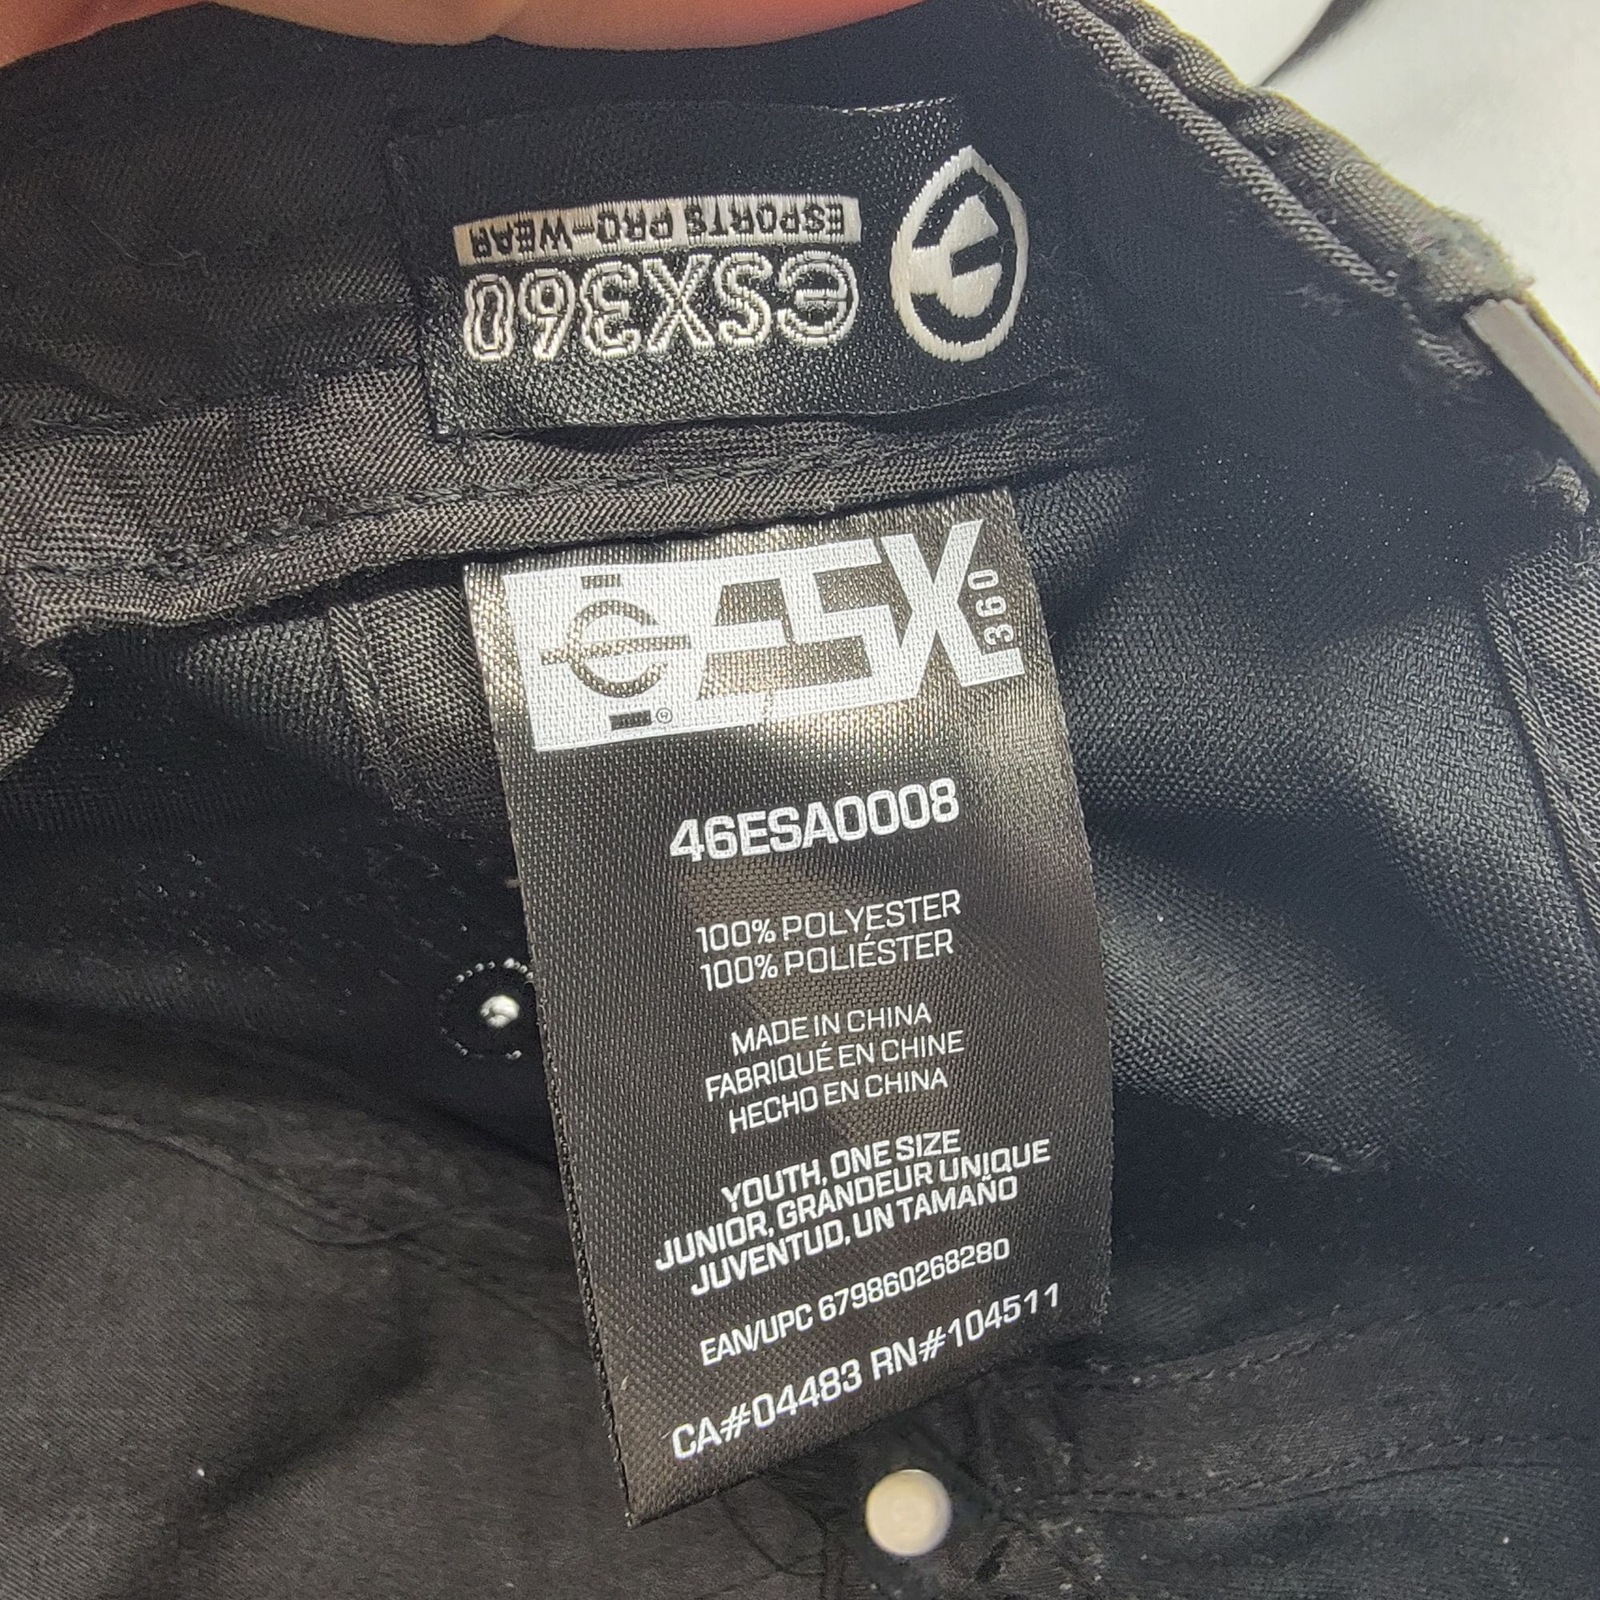 eSX360
ESPORTS PRO-WEAR
ESX
360
®
46ESA0008
100% POLYESTER
100% POLIÉSTER
MADE IN CHINA
FABRIQUÉ EN CHINE
HECHO EN CHINA
YOUTH, ONE SIZE
JUNIOR, GRANDEUR UNIQUE
JUVENTUD, UN TAMAÑO
EAN/UPC 679860268280
CA#04483 RN#104511